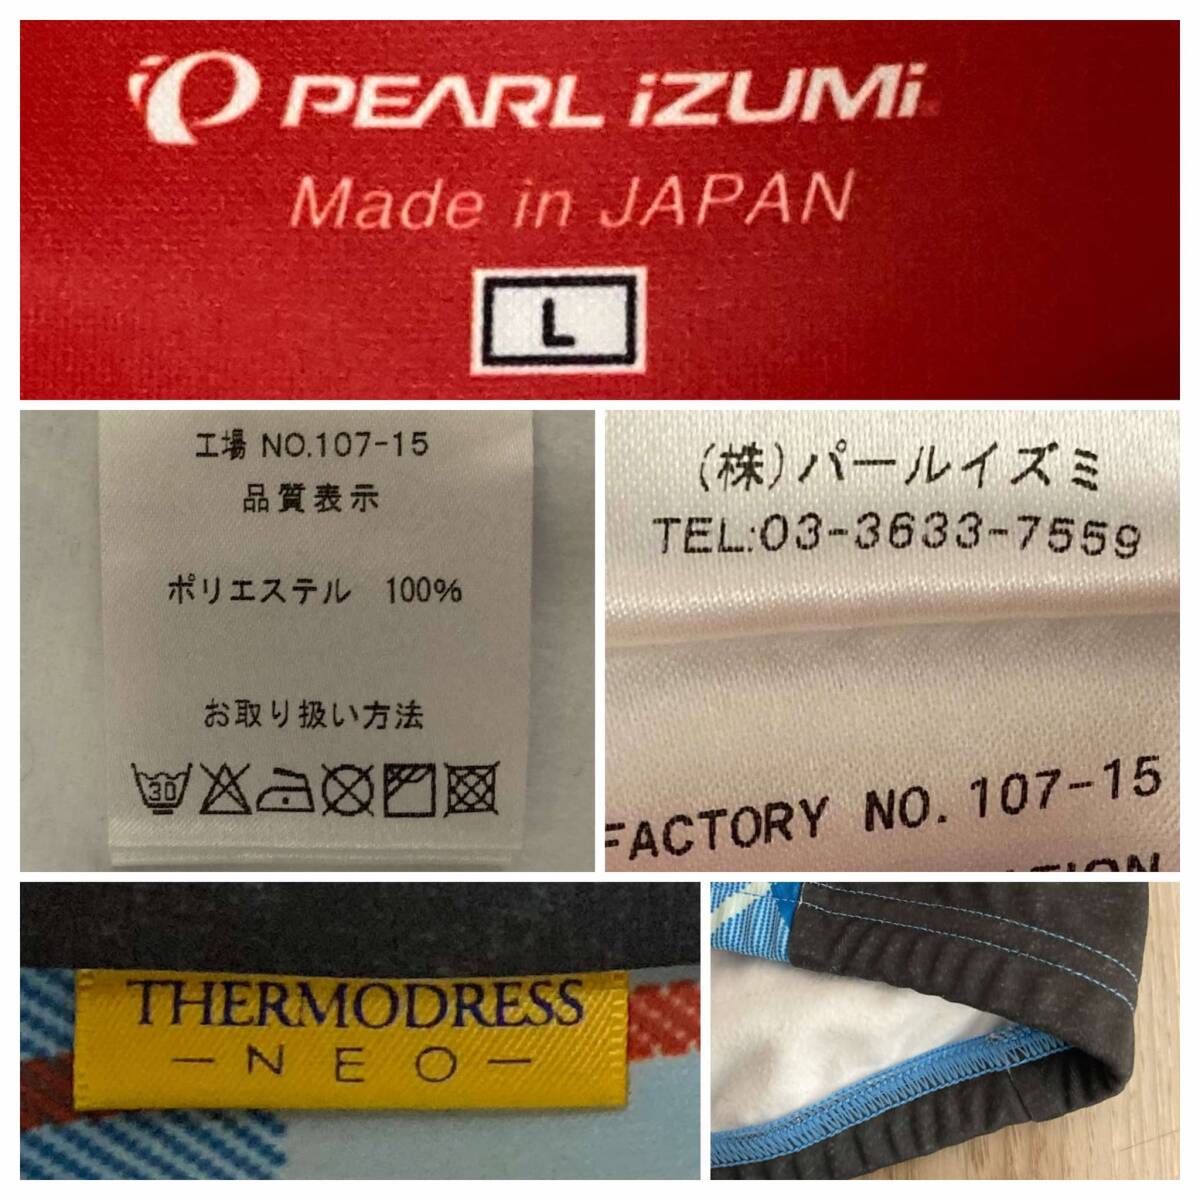 PEARL iZUMi
Made in JAPAN
L
工場 NO.107-15
品質表示
ポリエステル 100%
お取り扱い方法
30
(株)パールイズミ
TEL:03-3633-7559
FACTORY NO. 107-15
THERMODRESS
- N E O -